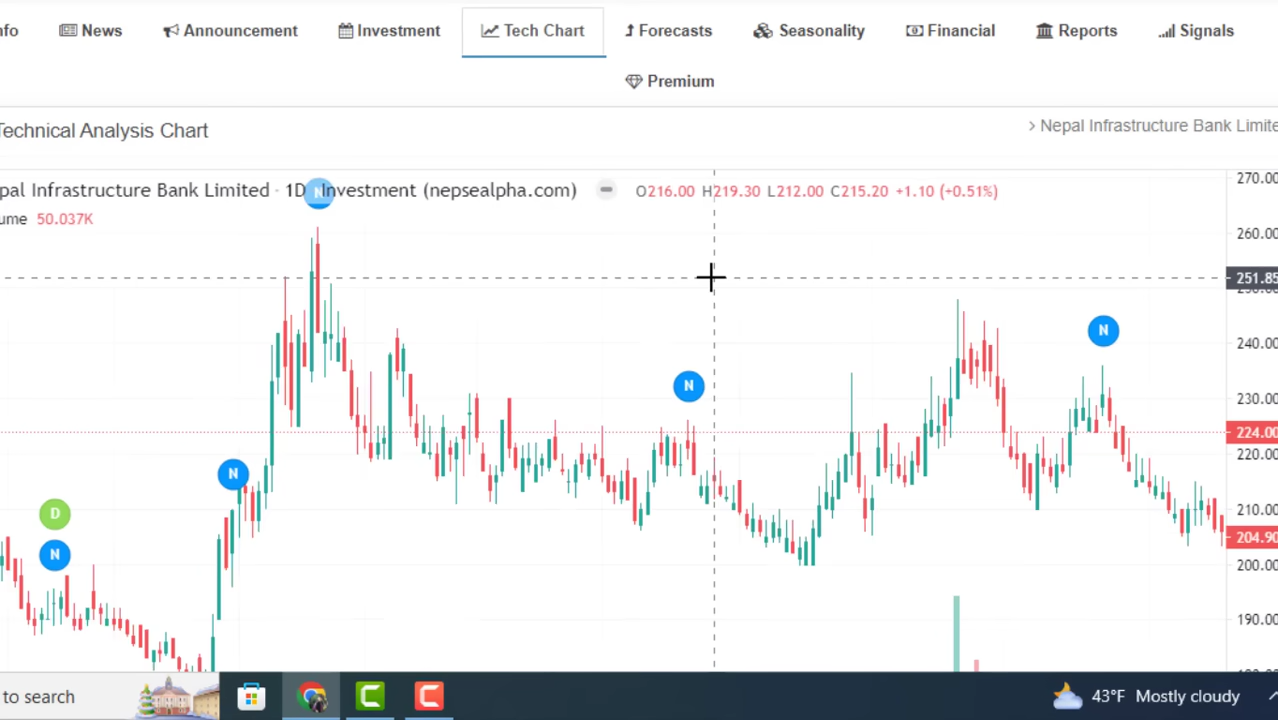 nfo News Announcement Investment Tech Chart Forecasts Seasonality Financial Reports Signals
Premium
Technical Analysis Chart
> Nepal Infrastructure Bank Limite
pal Infrastructure Bank Limited · 1D Investment (nepsealpha.com) O216.00 H219.30 L212.00 C215.20 +1.10 (+0.51%)
ume 50.037K
N
270.00
260.00
251.85
240.00
N
N
230.00
224.00
220.00
N
210.00
D
204.90
N
200.00
190.00
to search
43°F Mostly cloudy